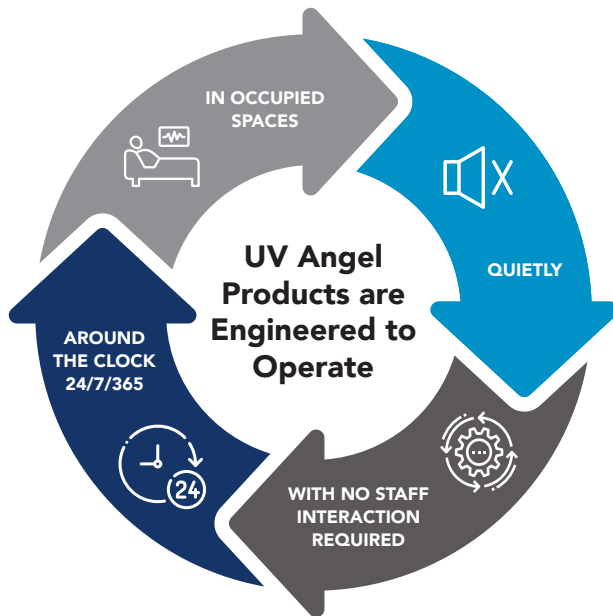 IN OCCUPIED
SPACES
QUIETLY
UV Angel
Products are
Engineered to
Operate
AROUND
THE CLOCK
24/7/365
24
WITH NO STAFF
INTERACTION
REQUIRED